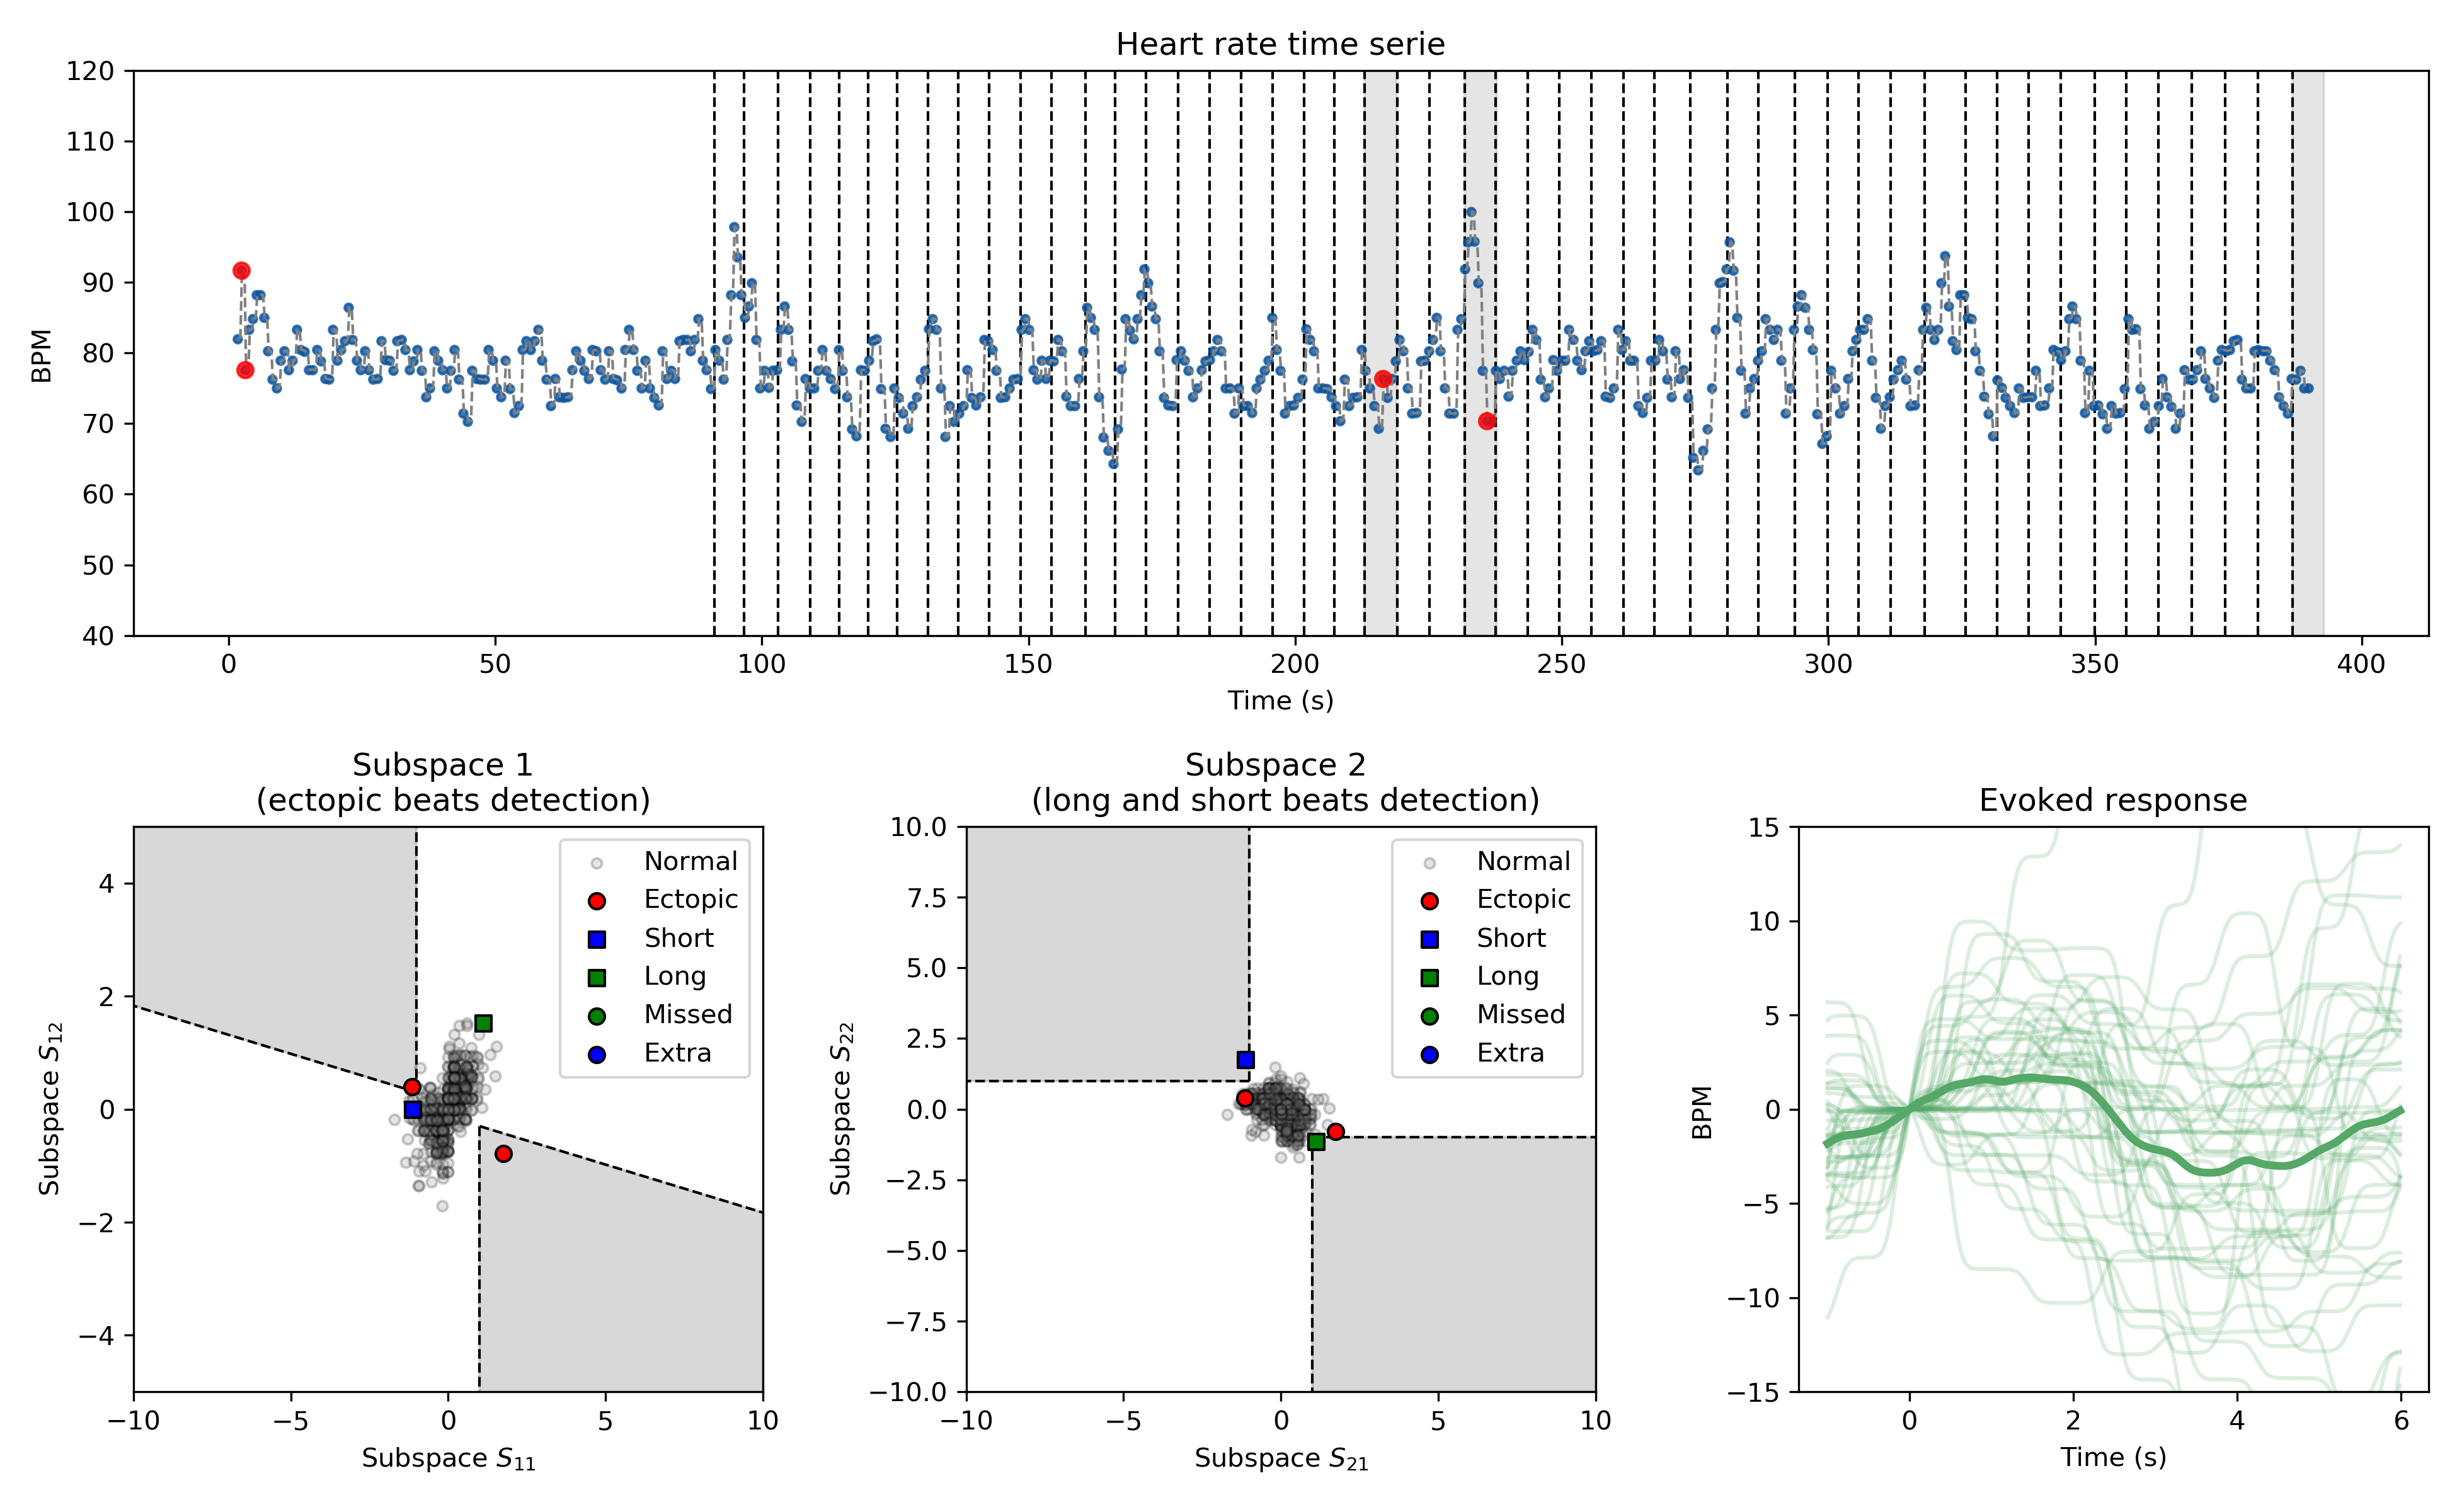 Heart rate time serie
120
110
100
90
80
70
60
50
40
BPM
0
50
100
150
200
250
300
350
400
Time (s)
Subspace 1
(ectopic beats detection)
4
2
0
−2
−4
Subspace S12
−10
−5
0
5
10
Subspace S11
Normal
Ectopic
Short
Long
Missed
Extra
Subspace 2
(long and short beats detection)
10.0
7.5
5.0
2.5
0.0
−2.5
−5.0
−7.5
−10.0
Subspace S22
−10
−5
0
5
10
Subspace S21
Normal
Ectopic
Short
Long
Missed
Extra
Evoked response
15
10
5
0
−5
−10
−15
BPM
0
2
4
6
Time (s)